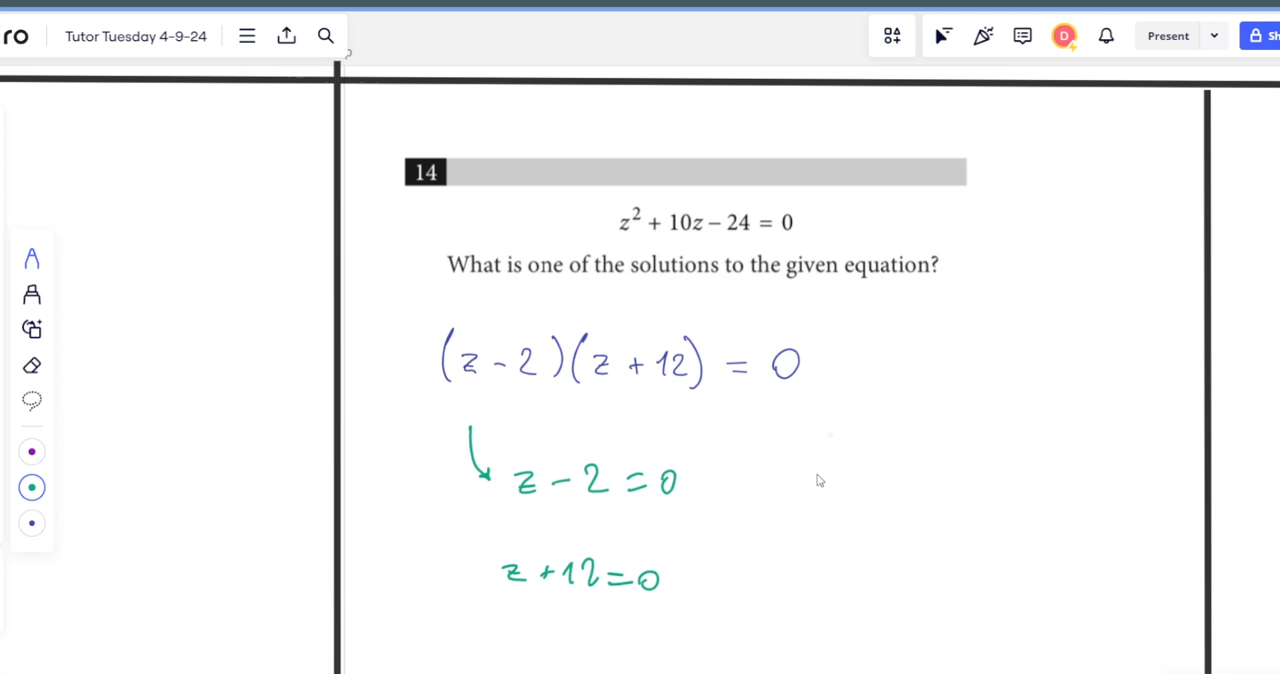 ro Tutor Tuesday 4-9-24 D Present Sh
14
z² + 10z – 24 = 0
What is one of the solutions to the given equation?
(z - 2)(z + 12) = 0
z - 2 = 0
z + 12 = 0